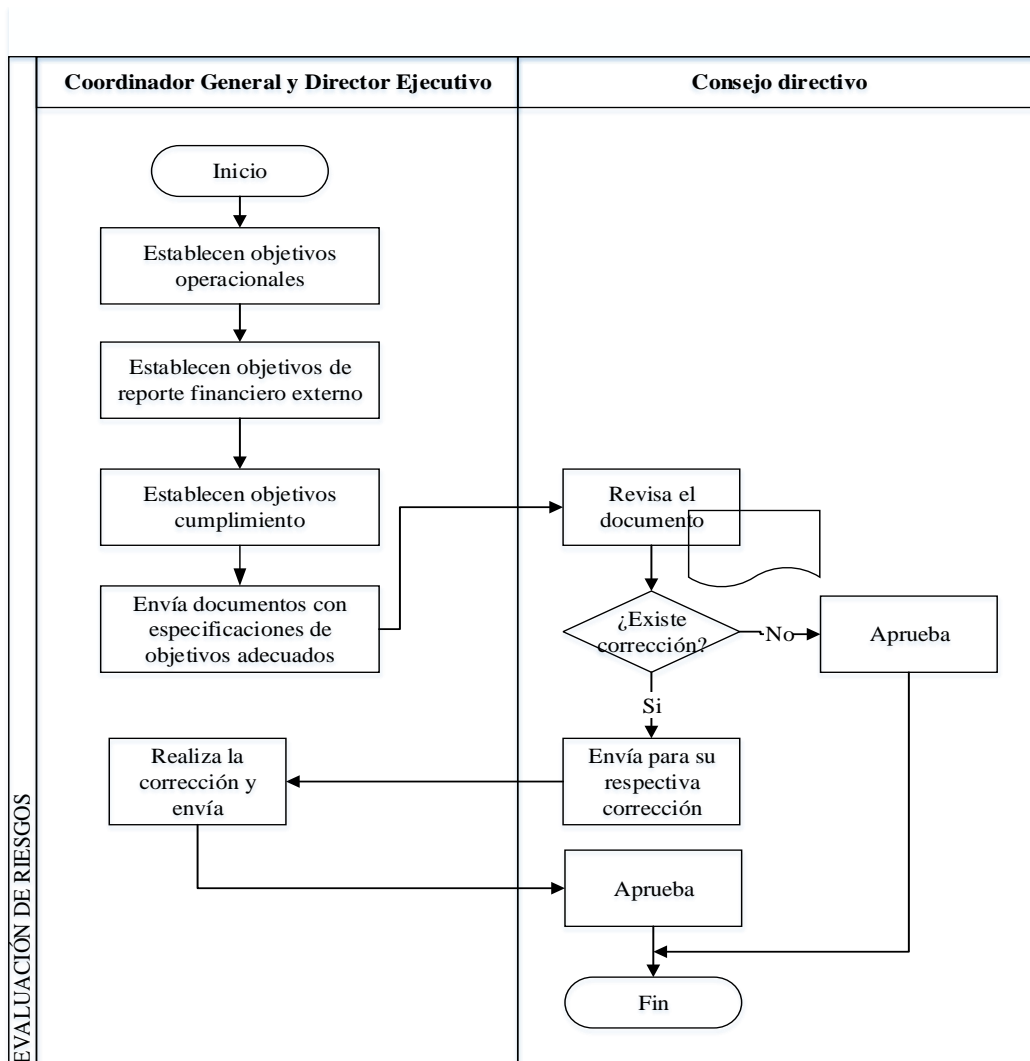 Coordinador General y Director Ejecutivo
Consejo directivo
Inicio
Establecen objetivos
operacionales
Establecen objetivos de
reporte financiero externo
Establecen objetivos
cumplimiento
Envía documentos con
especificaciones de
objetivos adecuados
Revisa el
documento
¿Existe
corrección?
No
Aprueba
Si
Envía para su
respectiva
corrección
Realiza la
corrección y
envía
Aprueba
Fin
EVALUACIÓN DE RIESGOS